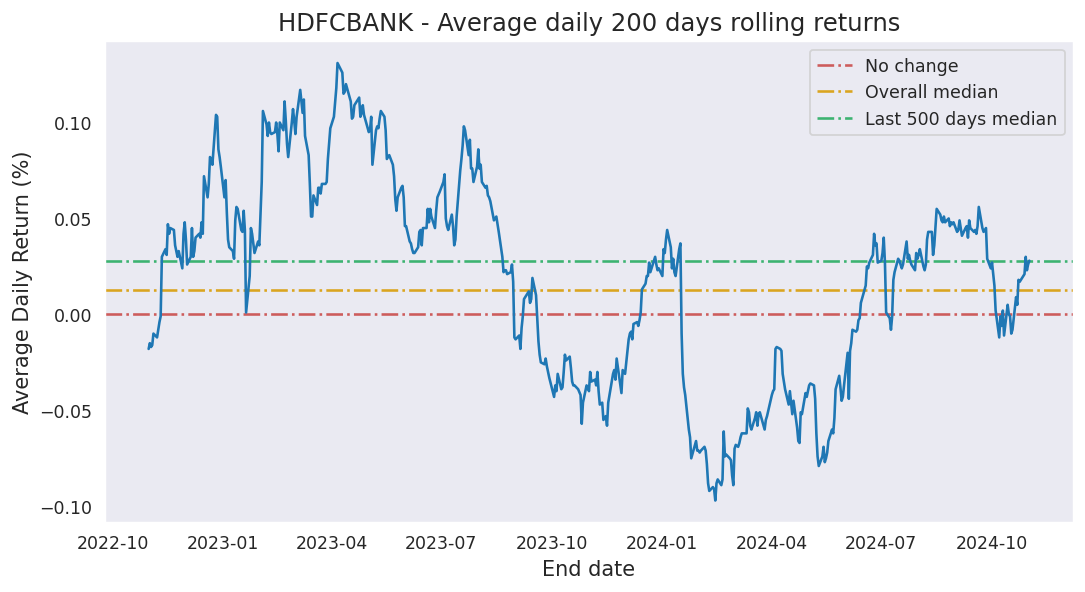 HDFCBANK - Average daily 200 days rolling returns
No change
Overall median
Last 500 days median
Average Daily Return (%)
0.10
0.05
0.00
−0.05
−0.10
2022-10 2023-01 2023-04 2023-07 2023-10 2024-01 2024-04 2024-07 2024-10
End date